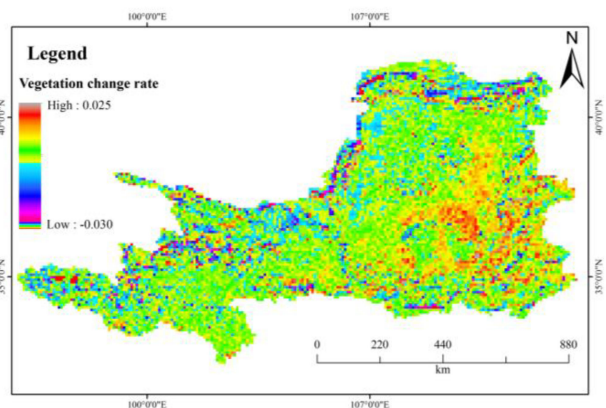 100°0'0"E 107°0'0"E
Legend
N
Vegetation change rate
High : 0.025
40°0'0"N 40°0'0"N
Low : -0.030
35°0'0"N 35°0'0"N
0 220 440 880
km
100°0'0"E 107°0'0"E